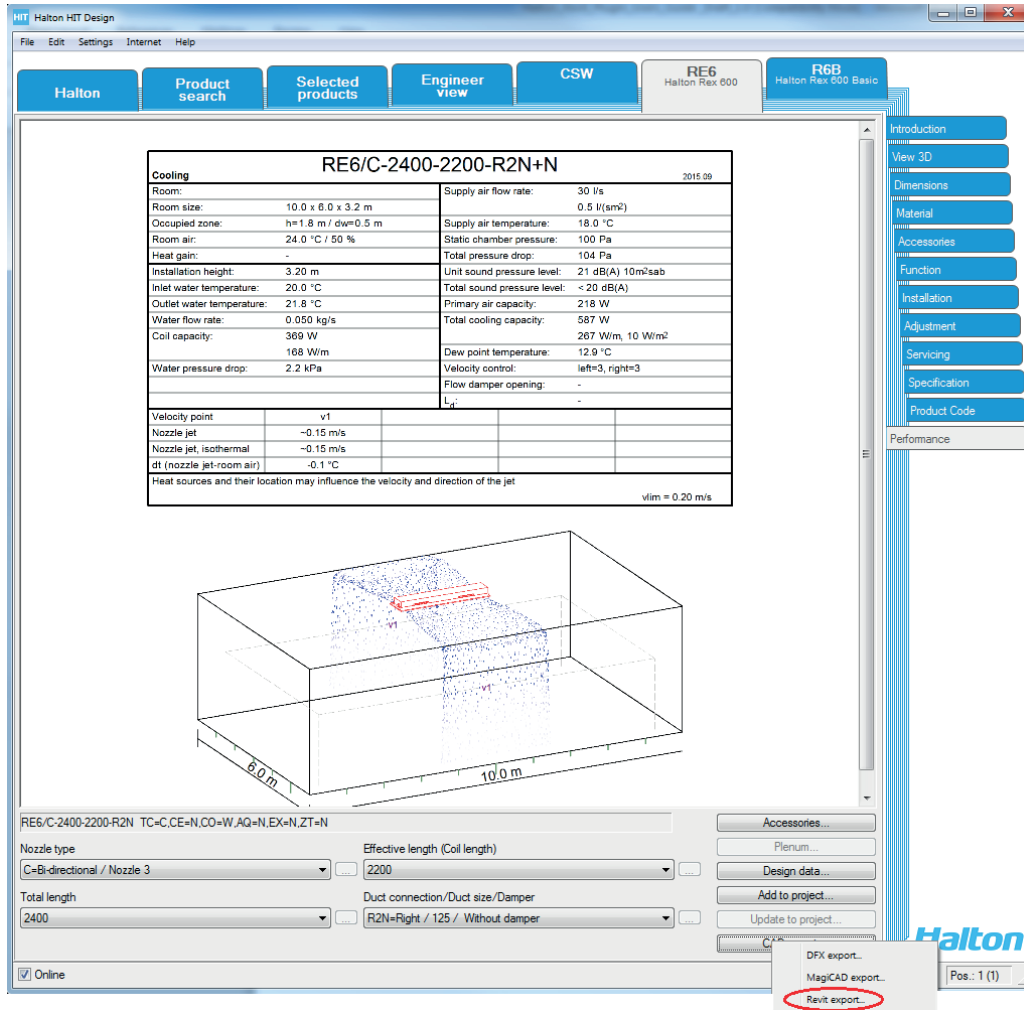 HIT Halton HIT Design
File Edit Settings Internet Help
Halton
Product search
Selected products
Engineer view
CSW
RE6
Halton Rex 600
R6B
Halton Rex 600 Basic
Introduction
View 3D
Dimensions
Material
Accessories
Function
Installation
Adjustment
Servicing
Specification
Product Code
Performance
RE6/C-2400-2200-R2N+N
Cooling 2015.09
Room: Supply air flow rate: 30 l/s
Room size: 10.0 x 6.0 x 3.2 m 0.5 l/(sm2)
Occupied zone: h=1.8 m / dw=0.5 m Supply air temperature: 18.0 °C
Room air: 24.0 °C / 50 % Static chamber pressure: 100 Pa
Heat gain: - Total pressure drop: 104 Pa
Installation height: 3.20 m Unit sound pressure level: 21 dB(A) 10m2sab
Inlet water temperature: 20.0 °C Total sound pressure level: < 20 dB(A)
Outlet water temperature: 21.8 °C Primary air capacity: 218 W
Water flow rate: 0.050 kg/s Total cooling capacity: 587 W
Coil capacity: 369 W 267 W/m, 10 W/m2
168 W/m Dew point temperature: 12.9 °C
Water pressure drop: 2.2 kPa Velocity control: left=3, right=3
Flow damper opening: -
Ld: -
Velocity point v1
Nozzle jet ~0.15 m/s
Nozzle jet, isothermal ~0.15 m/s
dt (nozzle jet-room air) -0.1 °C
Heat sources and their location may influence the velocity and direction of the jet
vlim = 0.20 m/s
v1
v1
6.0 m
10.0 m
RE6/C-2400-2200-R2N TC=C,CE=N,CO=W,AQ=N,EX=N,ZT=N
Nozzle type
C=Bi-directional / Nozzle 3 ...
Total length
2400 ...
Effective length (Coil length)
2200 ...
Duct connection/Duct size/Damper
R2N=Right / 125 / Without damper ...
Accessories...
Plenum...
Design data...
Add to project...
Update to project...
DFX export...
MagiCAD export...
Revit export...
Halton
Online
Pos.: 1 (1)